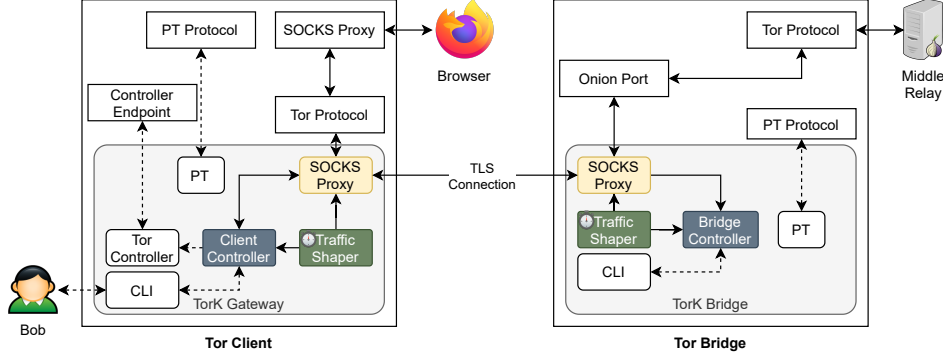 PT Protocol
SOCKS Proxy
Browser
Controller
Endpoint
Tor Protocol
PT
SOCKS
Proxy
Tor
Controller
Client
Controller
Traffic
Shaper
CLI
TorK Gateway
Bob
Tor Client
TLS
Connection
Tor Protocol
Middle
Relay
Onion Port
PT Protocol
SOCKS
Proxy
Traffic
Shaper
Bridge
Controller
PT
CLI
TorK Bridge
Tor Bridge